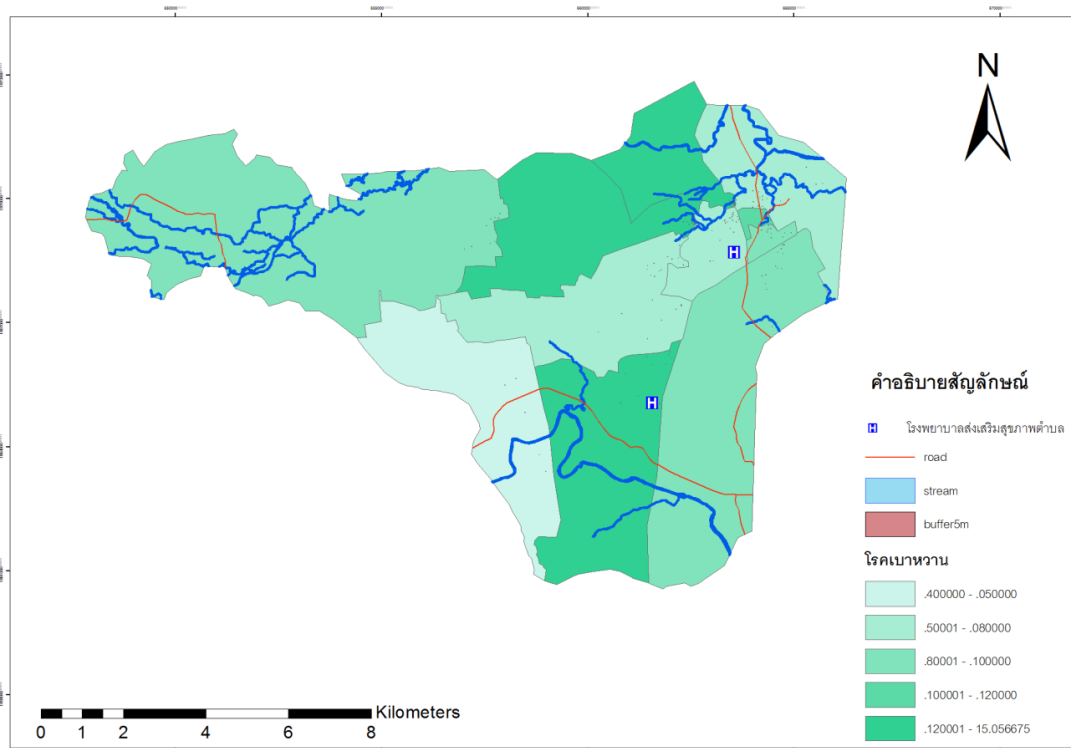 N
คำอธิบายสัญลักษณ์
H โรงพยาบาลส่งเสริมสุขภาพตำบล
road
stream
buffer5m
โรคเบาหวาน
.400000 - .050000
.50001 - .080000
.80001 - .100000
.100001 - .120000
.120001 - 15.056675
H
H
Kilometers
0 1 2 4 6 8